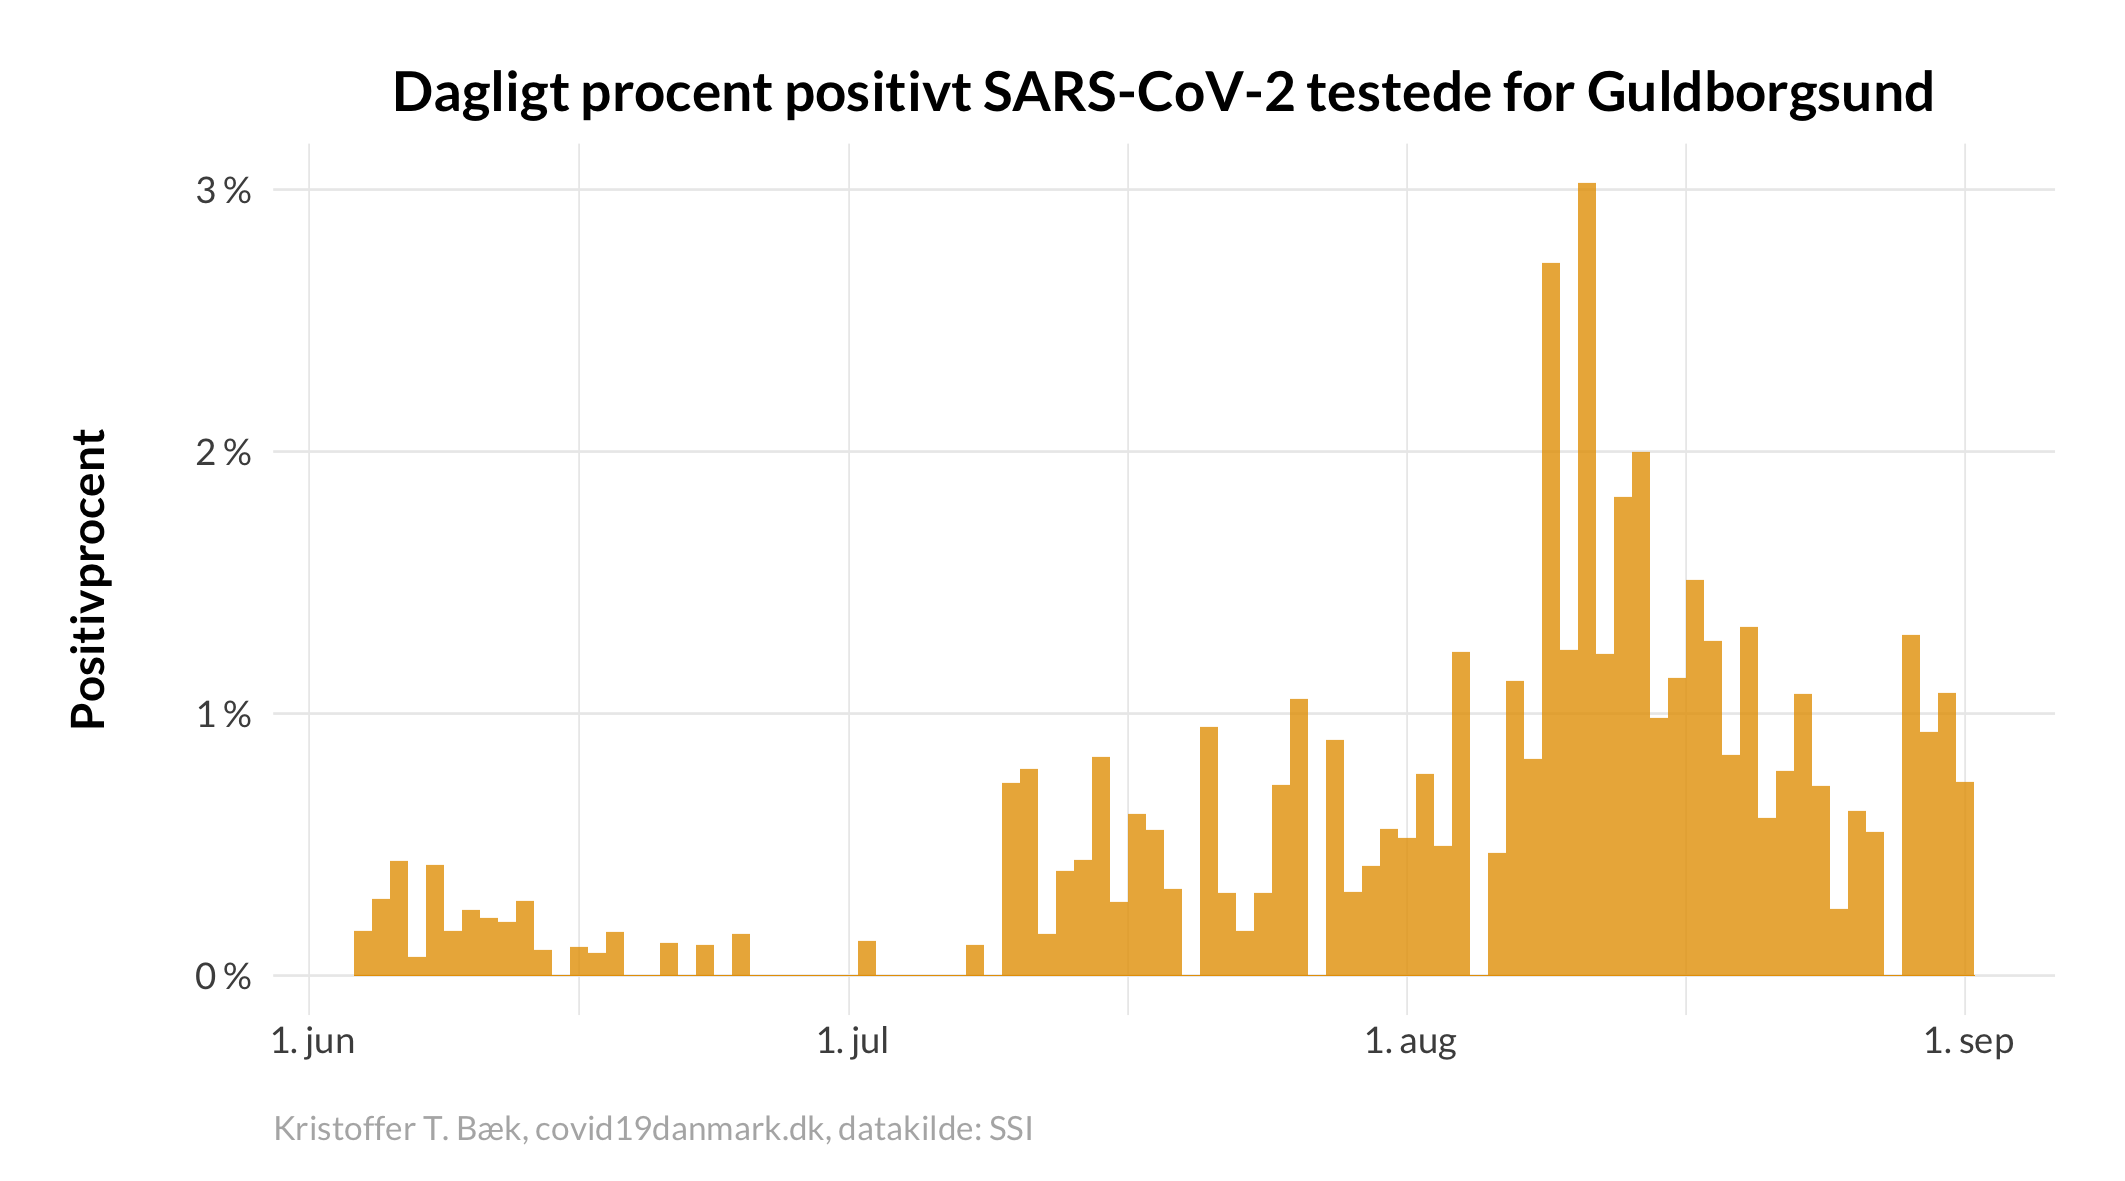 Dagligt procent positivt SARS-CoV-2 testede for Guldborgsund
Positivprocent
3 %
2 %
1 %
0 %
1. jun
1. jul
1. aug
1. sep
Kristoffer T. Bæk, covid19danmark.dk, datakilde: SSI